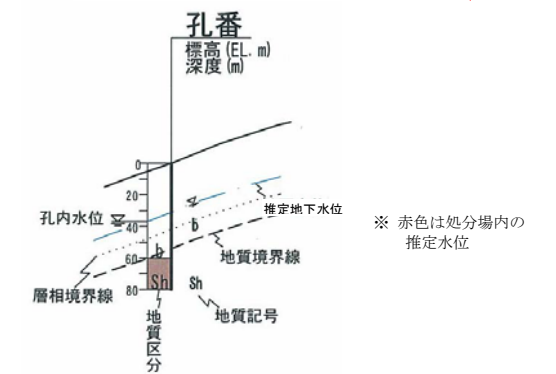 孔番
標高(EL. m)
深度(m)
0
20
推定地下水位
孔内水位
40
b
※ 赤色は処分場内の
推定水位
b
60
地質境界線
Sh
Sh
80
層相境界線
地質記号
地質区分